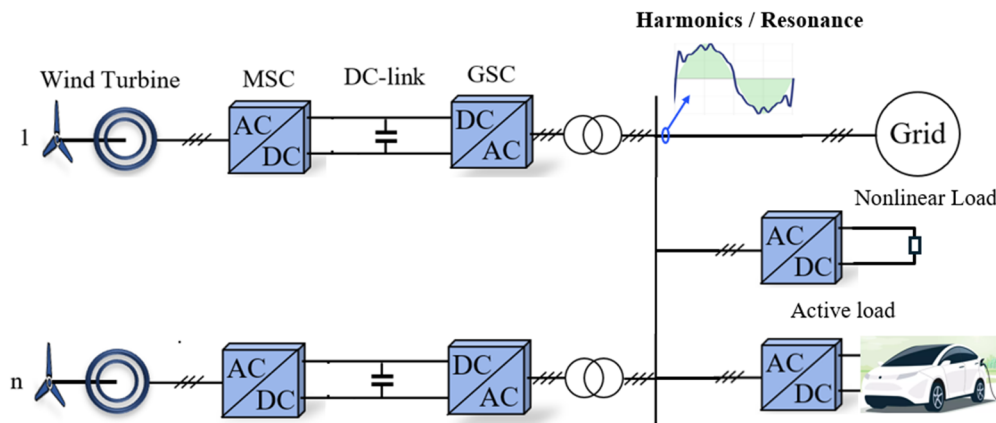 Harmonics / Resonance
Wind Turbine MSC DC-link GSC
1 AC DC DC AC Grid
Nonlinear Load
AC DC
Active load
n AC DC DC AC AC DC